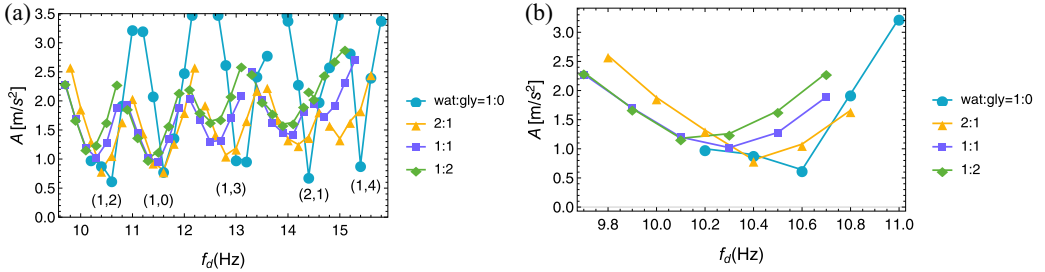 (a)
A [m/s²]
3.5
3.0
2.5
2.0
1.5
1.0
0.5
0.0
(1,2)
(1,0)
(1,3)
(2,1)
(1,4)
10 11 12 13 14 15
f_d(Hz)
wat:gly=1:0
2:1
1:1
1:2
(b)
A [m/s²]
3.0
2.5
2.0
1.5
1.0
0.5
0.0
9.8 10.0 10.2 10.4 10.6 10.8 11.0
f_d(Hz)
wat:gly=1:0
2:1
1:1
1:2